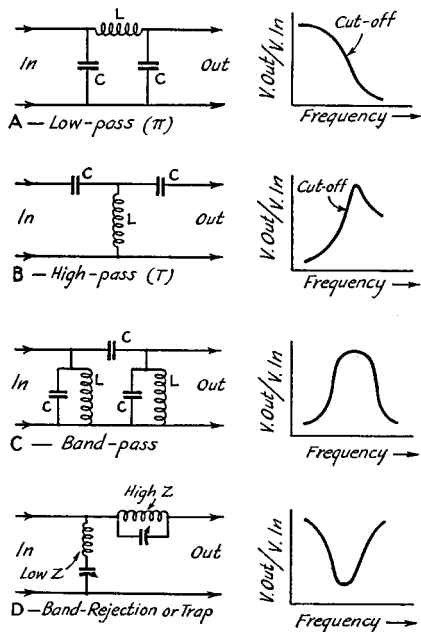 L
In
C
C
Out
A — Low-pass (π)
V. Out/V. In
Cut-off
Frequency
C
C
In
L
Out
B — High-pass (T)
V. Out/V. In
Cut-off
Frequency
C
In
C
L
C
L
Out
C — Band-pass
V. Out/V. In
Frequency
High Z
In
Low Z
Out
D — Band-Rejection or Trap
V. Out/V. In
Frequency